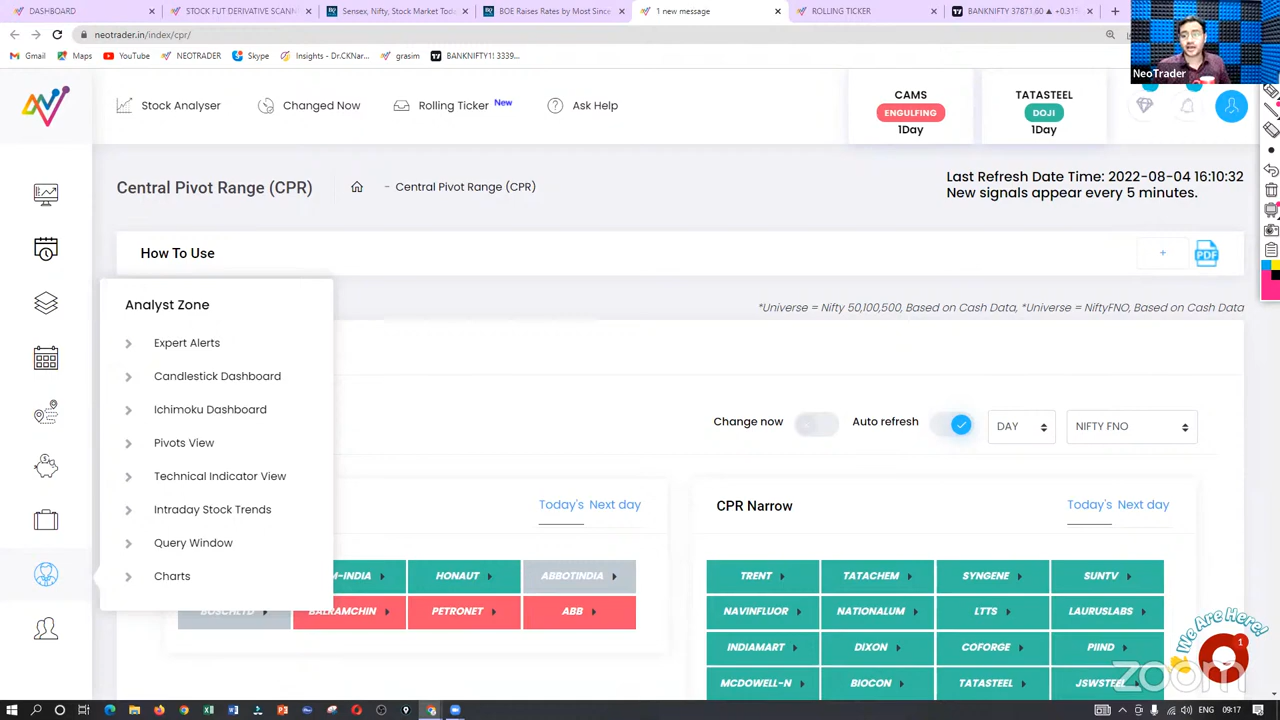 DASHBOARD
STOCK FUT DERIVATIVE SCANN
Sensex, Nifty, Stock Market Too
BOE Raises Rates by Most Since
1 new message
ROLLING TICKER
BANKNIFTY 37871.60 ▲ +0.31%
neotrader.in/index/cpr/
Gmail
Maps
YouTube
NEOTRADER
Skype
Insights - Dr.CKNar...
grasim
BANKNIFTY1! 3339...
NeoTrader
Stock Analyser
Changed Now
Rolling Ticker New
Ask Help
CAMS
ENGULFING
1Day
TATASTEEL
DOJI
1Day
Central Pivot Range (CPR)
- Central Pivot Range (CPR)
Last Refresh Date Time: 2022-08-04 16:10:32
New signals appear every 5 minutes.
How To Use
+
PDF
*Universe = Nifty 50,100,500, Based on Cash Data, *Universe = NiftyFNO, Based on Cash Data
Analyst Zone
Expert Alerts
Candlestick Dashboard
Ichimoku Dashboard
Pivots View
Technical Indicator View
Intraday Stock Trends
Query Window
Charts
Change now
Auto refresh
DAY
NIFTY FNO
Today's Next day
CPR Narrow
Today's Next day
M-INDIA
HONAUT
ABBOTINDIA
BOSCHLTD
BALRAMCHIN
PETRONET
ABB
TRENT
TATACHEM
SYNGENE
SUNTV
NAVINFLUOR
NATIONALUM
LTTS
LAURUSLABS
INDIAMART
DIXON
COFORGE
PIIND
MCDOWELL-N
BIOCON
TATASTEEL
JSWSTEEL
We Are Here!
1
zoom
ENG
09:17